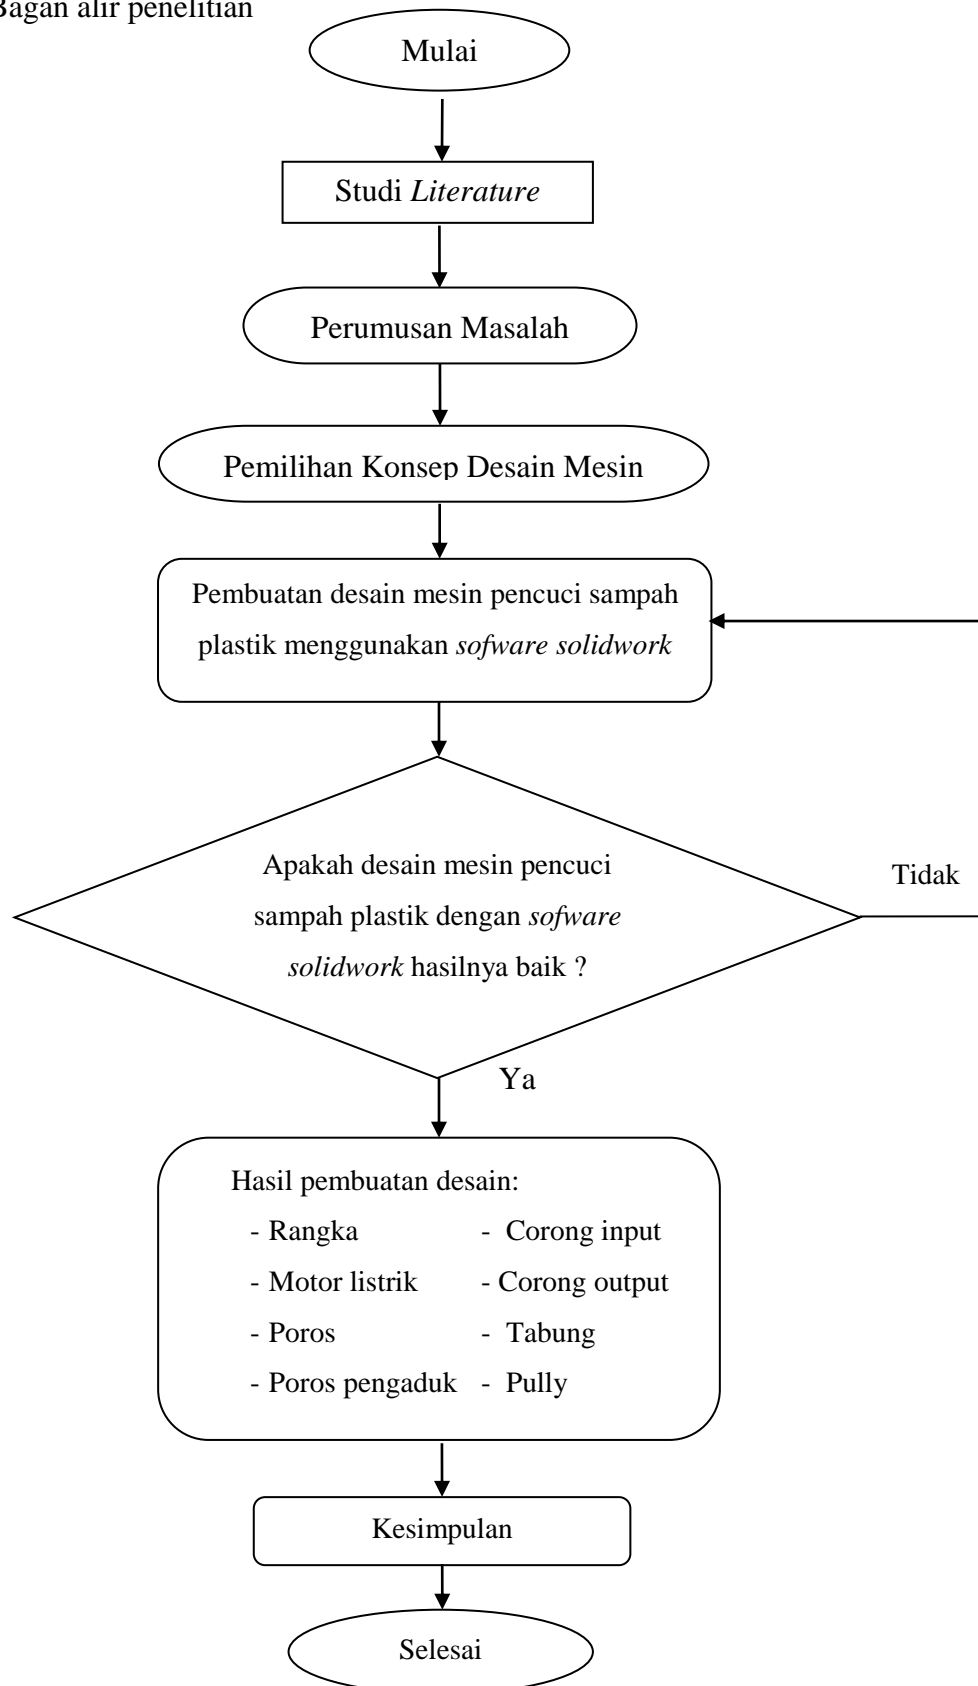 Bagan alir penelitian
Mulai
Studi Literature
Perumusan Masalah
Pemilihan Konsep Desain Mesin
Pembuatan desain mesin pencuci sampah
plastik menggunakan sofware solidwork
Apakah desain mesin pencuci
sampah plastik dengan sofware
solidwork hasilnya baik ?
Tidak
Ya
Hasil pembuatan desain:
- Rangka - Corong input
- Motor listrik - Corong output
- Poros - Tabung
- Poros pengaduk - Pully
Kesimpulan
Selesai